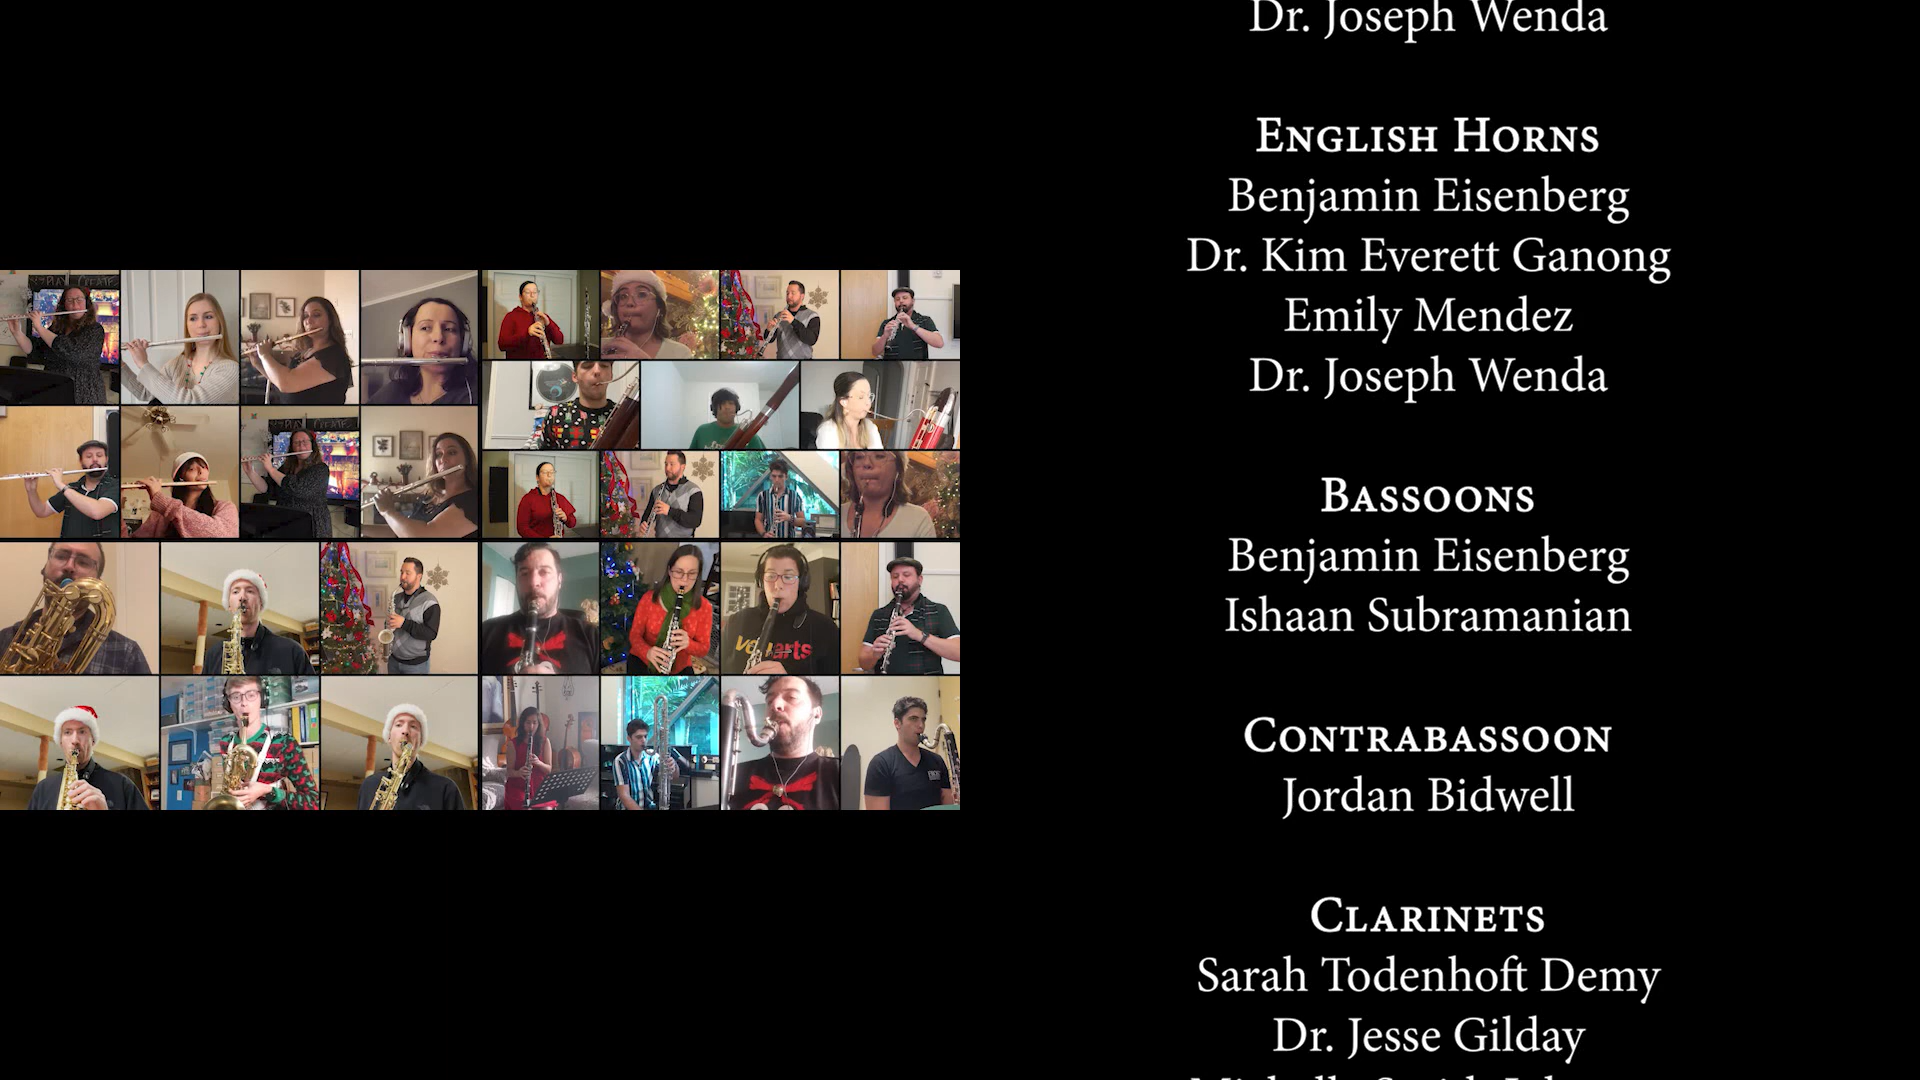 Dr. Joseph Wenda
English Horns
Benjamin Eisenberg
Dr. Kim Everett Ganong
Emily Mendez
Dr. Joseph Wenda
Bassoons
Benjamin Eisenberg
Ishaan Subramanian
Contrabassoon
Jordan Bidwell
Clarinets
Sarah Todenhoft Demy
Dr. Jesse Gilday